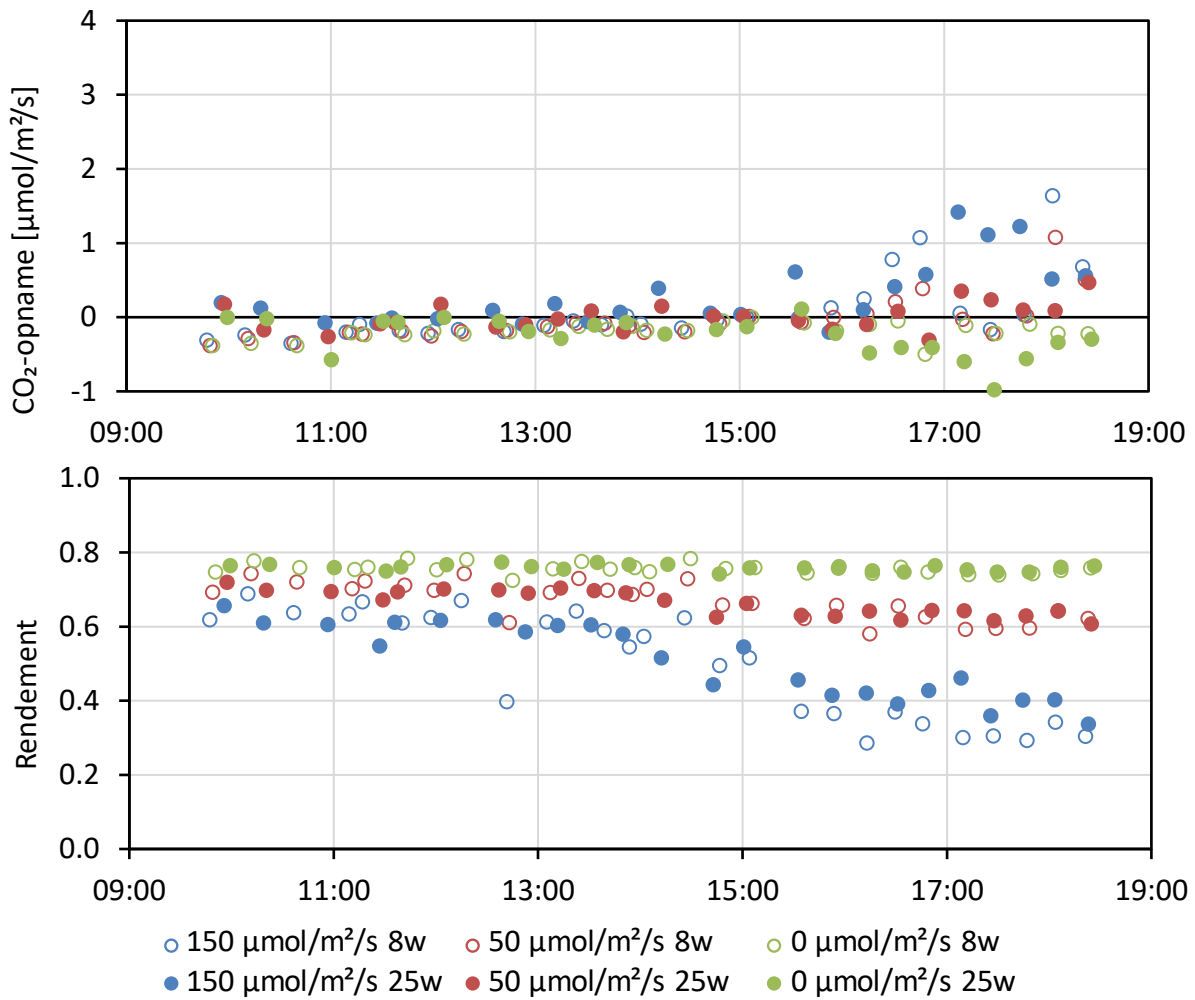 CO₂-opname [µmol/m²/s]
4
3
2
1
0
-1
09:00 11:00 13:00 15:00 17:00 19:00
Rendement
1.0
0.8
0.6
0.4
0.2
0.0
09:00 11:00 13:00 15:00 17:00 19:00
150 µmol/m²/s 8w 50 µmol/m²/s 8w 0 µmol/m²/s 8w
150 µmol/m²/s 25w 50 µmol/m²/s 25w 0 µmol/m²/s 25w